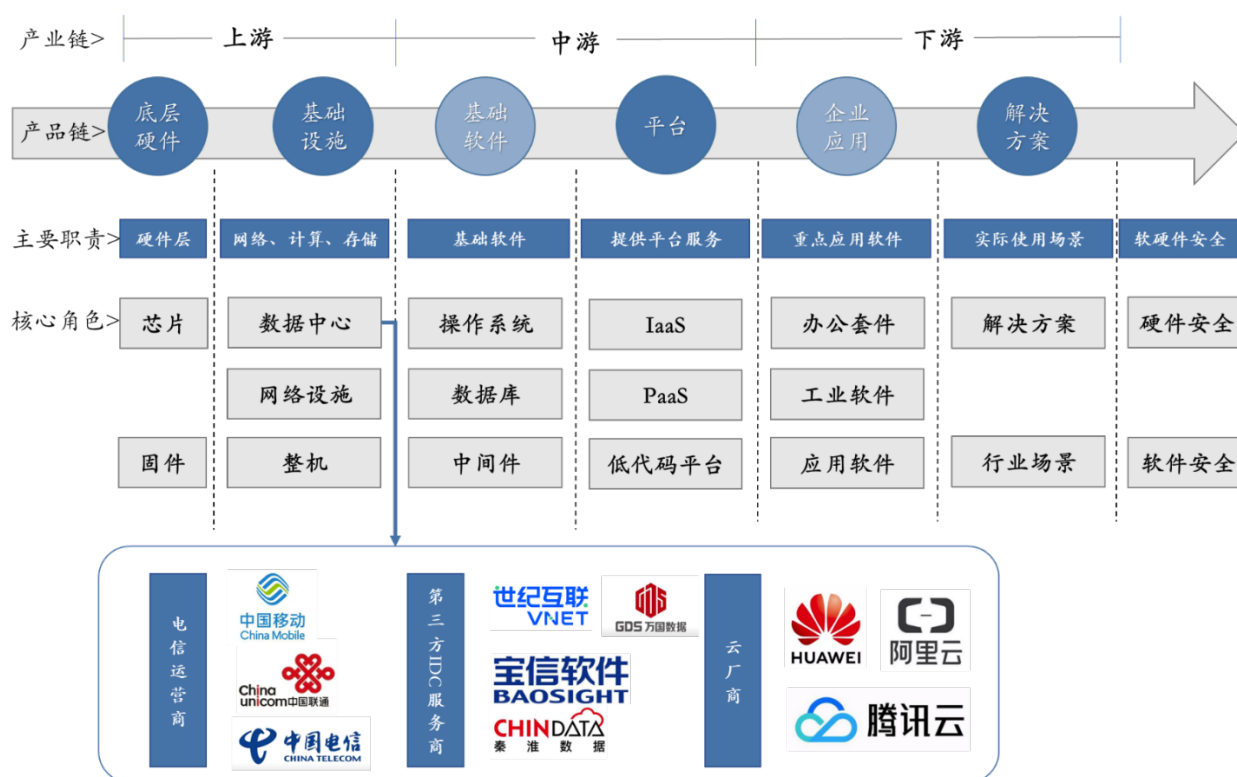 产业链> 上游 中游 下游
产品链> 底层硬件 基础设施 基础软件 平台 企业应用 解决方案
主要职责> 硬件层 网络、计算、存储 基础软件 提供平台服务 重点应用软件 实际使用场景 软硬件安全
核心角色> 芯片 数据中心 操作系统 IaaS 办公套件 解决方案 硬件安全
网络设施 数据库 PaaS 工业软件
固件 整机 中间件 低代码平台 应用软件 行业场景 软件安全
电信运营商
中国移动
China Mobile
China
unicom中国联通
中国电信
CHINA TELECOM
第三方IDC服务商
世纪互联
VNET
GDS
GDS 万国数据
宝信软件
BAOSIGHT
CHINDATA
秦淮数据
云厂商
HUAWEI
阿里云
腾讯云